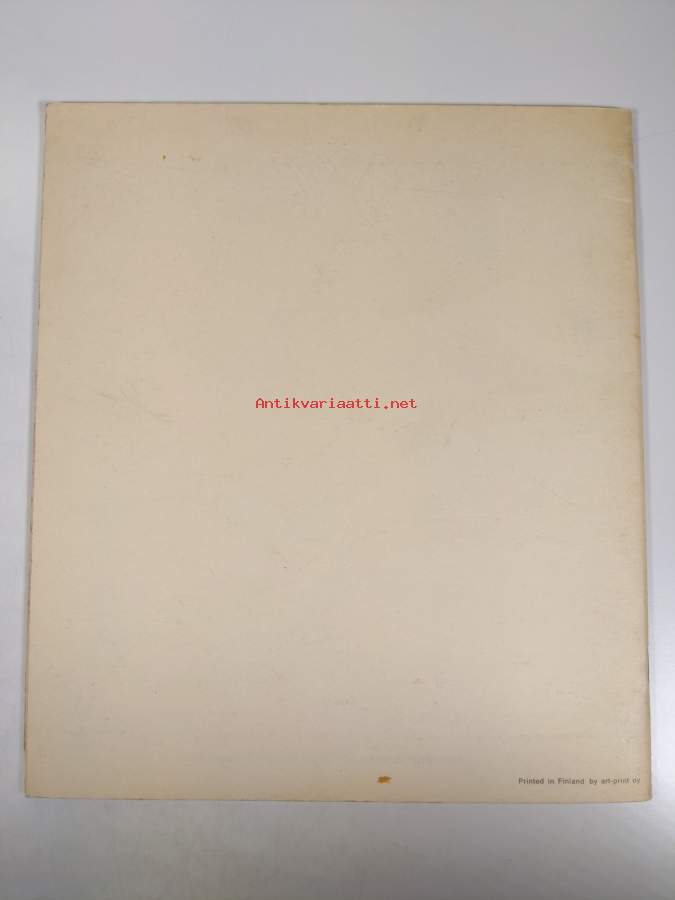 Antikvariaatti.net
Printed in Finland by art-print oy